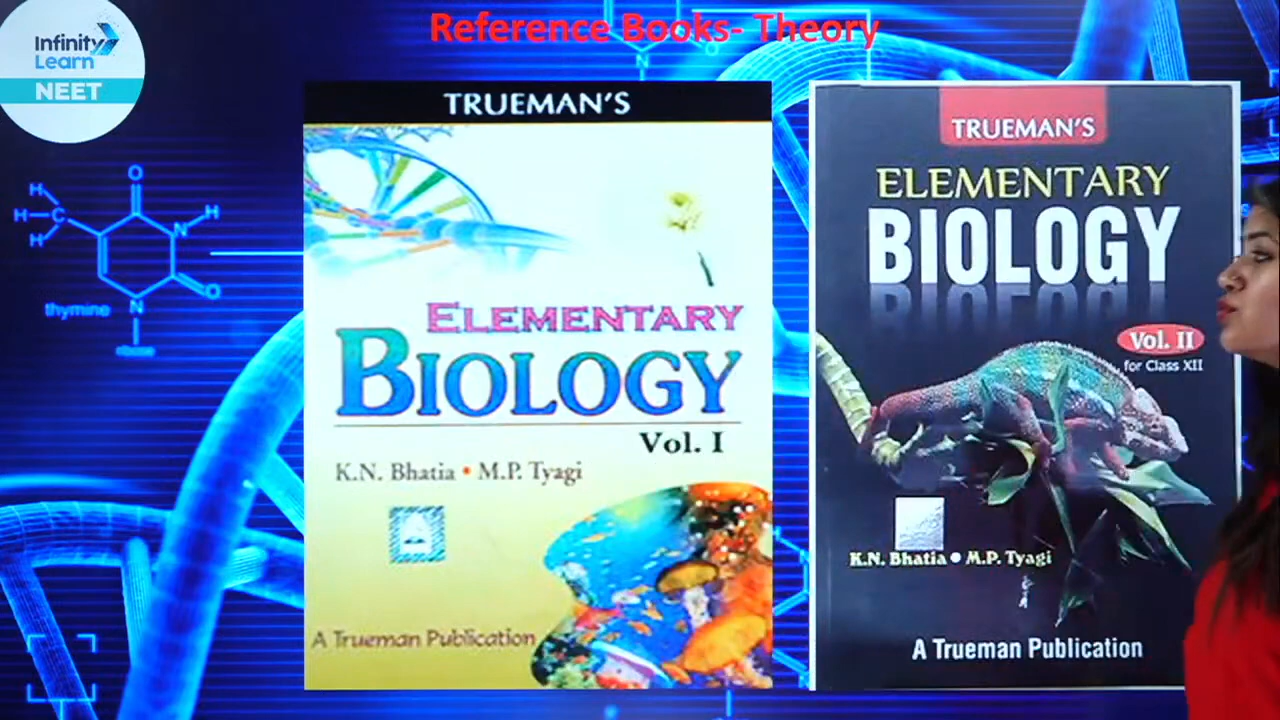 Reference Books- Theory
Infinity
Learn
NEET
TRUEMAN'S
ELEMENTARY
BIOLOGY
Vol. I
K.N. Bhatia • M.P. Tyagi
A Trueman Publication
TRUEMAN'S
ELEMENTARY
BIOLOGY
Vol. II
for Class XII
K.N. Bhatia • M.P. Tyagi
A Trueman Publication
O
H
H C N H
H
O
thymine N
N